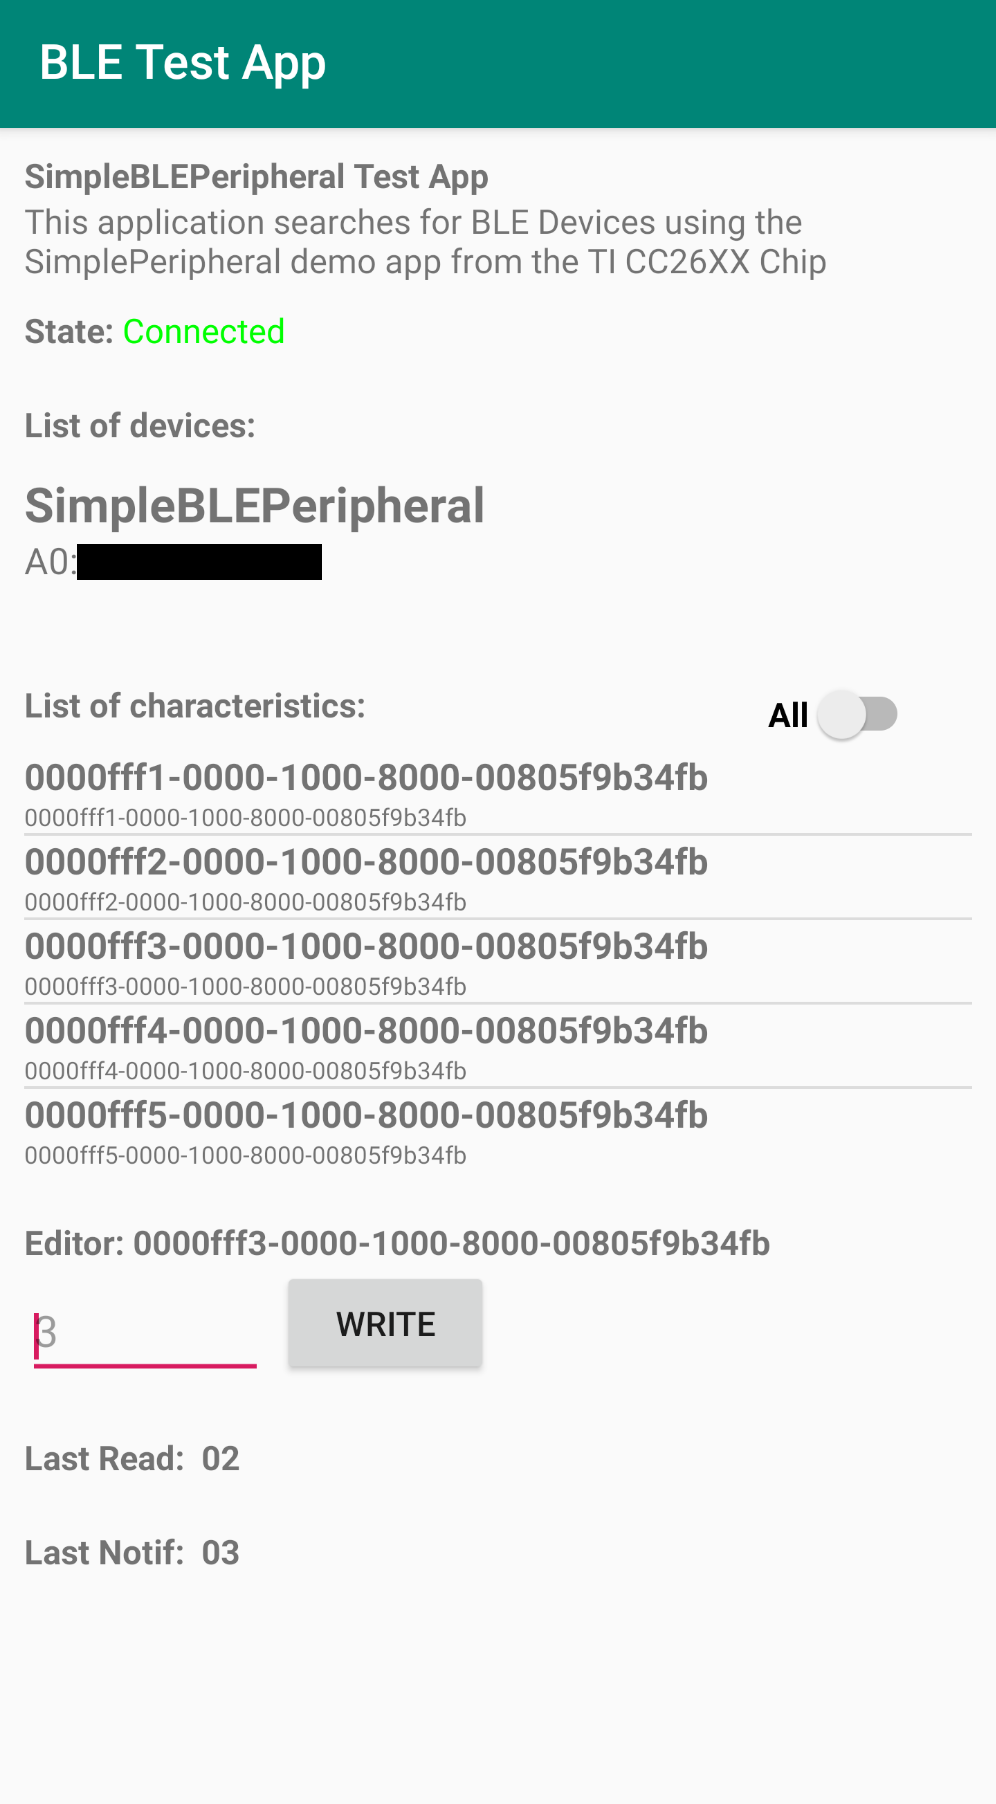 BLE Test App
SimpleBLEPeripheral Test App
This application searches for BLE Devices using the
SimplePeripheral demo app from the TI CC26XX Chip
State: Connected
List of devices:
SimpleBLEPeripheral
A0:
List of characteristics:
All
0000fff1-0000-1000-8000-00805f9b34fb
0000fff1-0000-1000-8000-00805f9b34fb
0000fff2-0000-1000-8000-00805f9b34fb
0000fff2-0000-1000-8000-00805f9b34fb
0000fff3-0000-1000-8000-00805f9b34fb
0000fff3-0000-1000-8000-00805f9b34fb
0000fff4-0000-1000-8000-00805f9b34fb
0000fff4-0000-1000-8000-00805f9b34fb
0000fff5-0000-1000-8000-00805f9b34fb
0000fff5-0000-1000-8000-00805f9b34fb
Editor: 0000fff3-0000-1000-8000-00805f9b34fb
3
WRITE
Last Read: 02
Last Notif: 03